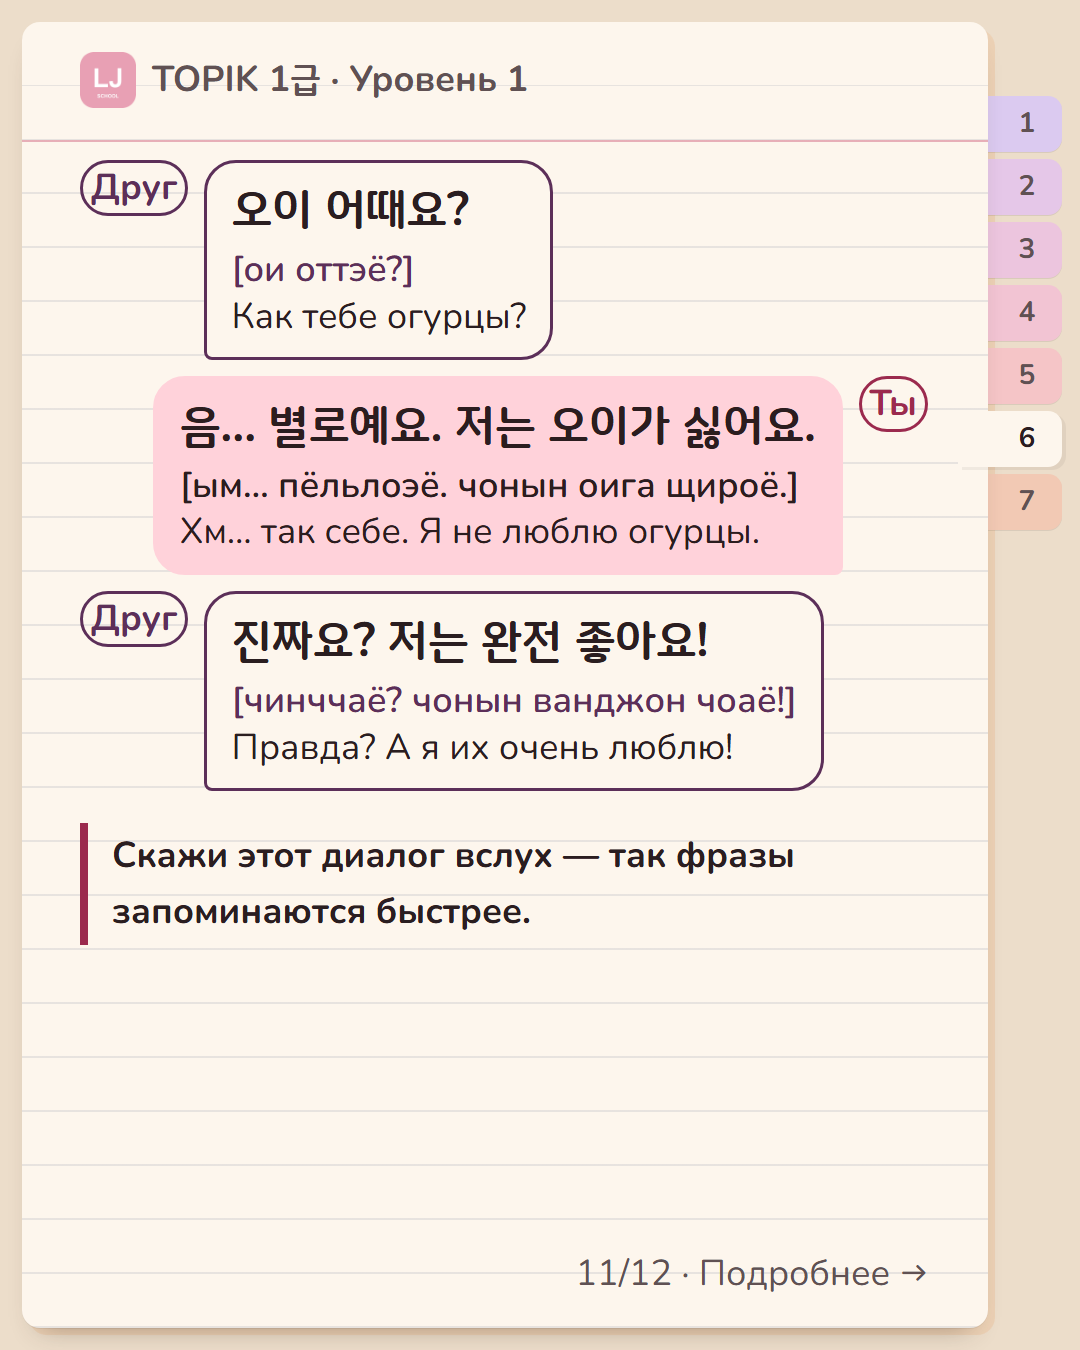 LJ
SCHOOL
TOPIK 1급 · Уровень 1
Друг
오이 어때요?
[ои оттэё?]
Как тебе огурцы?
Ты
음... 별로예요. 저는 오이가 싫어요.
[ым... пёльлоэё. чонын оига щироё.]
Хм... так себе. Я не люблю огурцы.
Друг
진짜요? 저는 완전 좋아요!
[чинччаё? чонын ванджон чоаё!]
Правда? А я их очень люблю!
Скажи этот диалог вслух — так фразы
запоминаются быстрее.
11/12 · Подробнее →
1
2
3
4
5
6
7